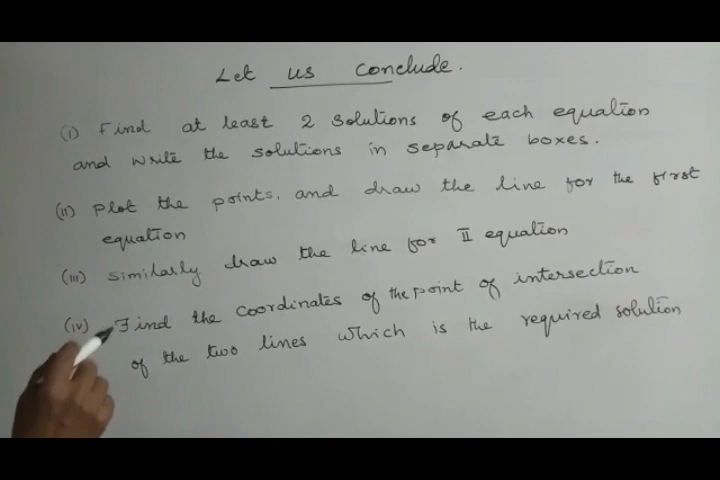 Let us conclude.
(i) Find at least 2 solutions of each equation
and write the solutions in separate boxes.
(ii) Plot the points, and draw the line for the first
equation
(iii) Similarly draw the line for II equation
(iv) Find the coordinates of the point of intersection
of the two lines which is the required solution